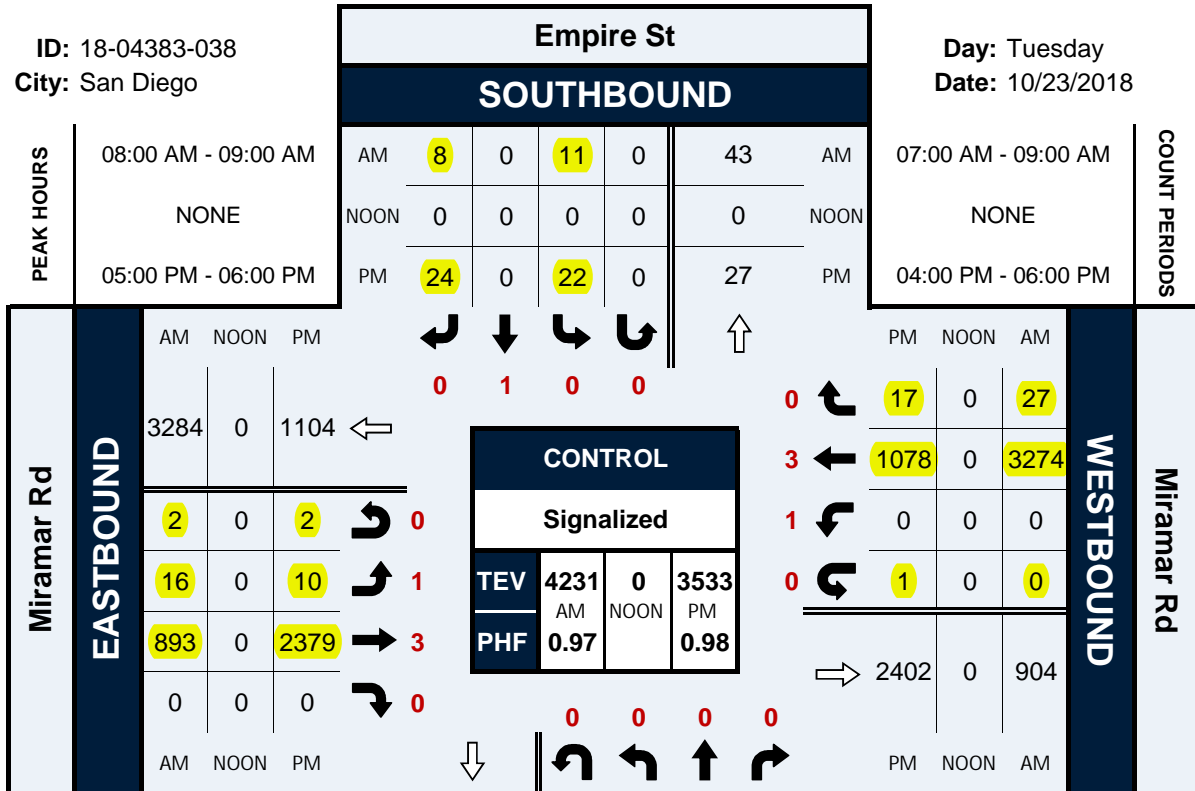 ID: 18-04383-038
City: San Diego
Empire St
SOUTHBOUND
Day: Tuesday
Date: 10/23/2018
PEAK HOURS
08:00 AM - 09:00 AM
NONE
05:00 PM - 06:00 PM
AM 8 0 11 0 43 AM
NOON 0 0 0 0 0 NOON
PM 24 0 22 0 27 PM
07:00 AM - 09:00 AM
NONE
04:00 PM - 06:00 PM
COUNT PERIODS
0 1 0 0
Miramar Rd
EASTBOUND
AM NOON PM
3284 0 1104
2 0 2 0
16 0 10 1
893 0 2379 3
0 0 0 0
AM NOON PM
CONTROL
Signalized
TEV 4231 0 3533
AM NOON PM
PHF 0.97 0.98
0 0 0 0
PM NOON AM
0 17 0 27
3 1078 0 3274
1 0 0 0
0 1 0 0
2402 0 904
PM NOON AM
WESTBOUND
Miramar Rd